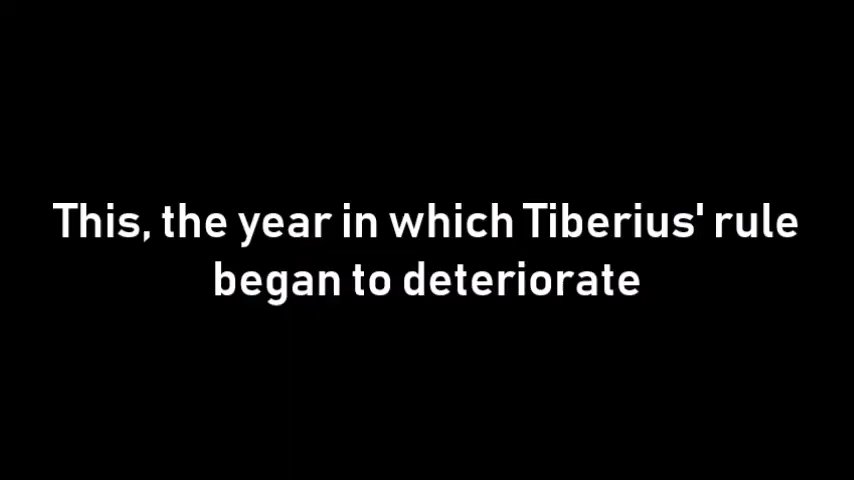 This, the year in which Tiberius' rule
began to deteriorate